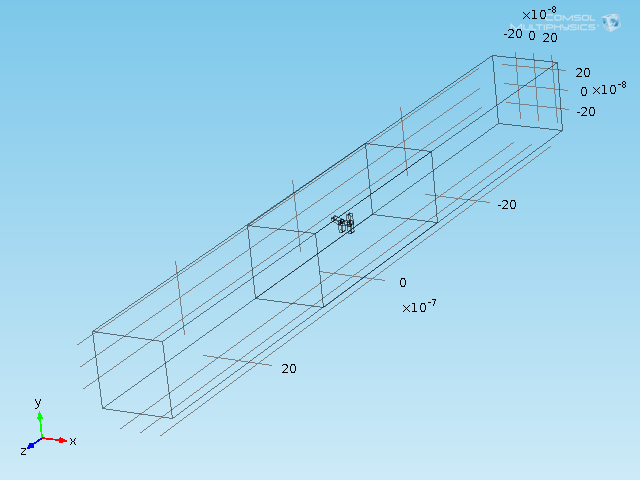 ×10⁻⁸
COMSOL
MULTIPHYSICS
-20 0 20
20
0 ×10⁻⁸
-20
-20
0
×10⁻⁷
20
y
x
z